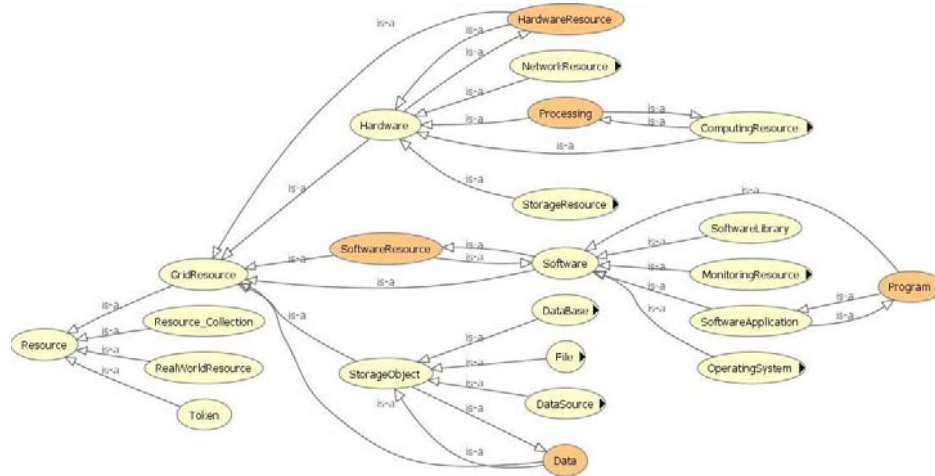 HardwareResource
is-a
is-a
is-a
NetworkResource
is-a
Processing
is-a
is-a
Hardware
is-a
ComputingResource
is-a
is-a
is-a
StorageResource
is-a
SoftwareLibrary
SoftwareResource
is-a
is-a
is-a
is-a
Software
is-a
MonitoringResource
GridResource
is-a
is-a
Program
is-a
is-a
DataBase
SoftwareApplication
is-a
Resource_Collection
is-a
is-a
is-a
Resource
is-a
File
is-a
RealWorldResource
StorageObject
is-a
OperatingSystem
is-a
is-a
DataSource
Token
is-a
is-a
Data
is-a